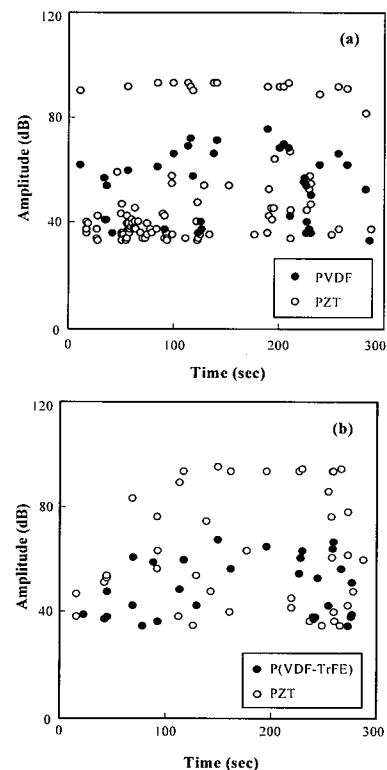 120
(a)
80
Amplitude (dB)
40
PVDF
PZT
0
0 100 200 300
Time (sec)
120
(b)
80
Amplitude (dB)
40
P(VDF-TrFE)
PZT
0
0 100 200 300
Time (sec)